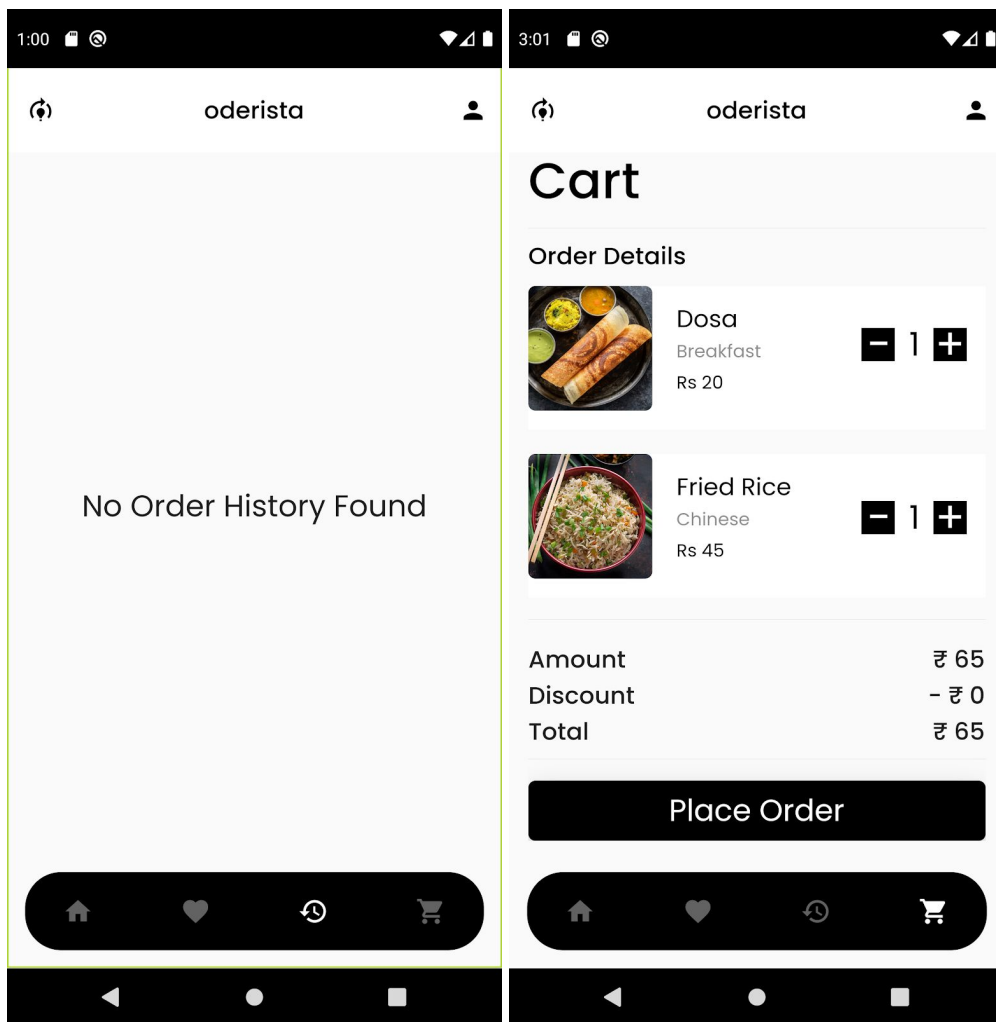 1:00
oderista
No Order History Found
3:01
oderista
Cart
Order Details
Dosa
Breakfast
Rs 20
1
Fried Rice
Chinese
Rs 45
1
Amount ₹ 65
Discount - ₹ 0
Total ₹ 65
Place Order